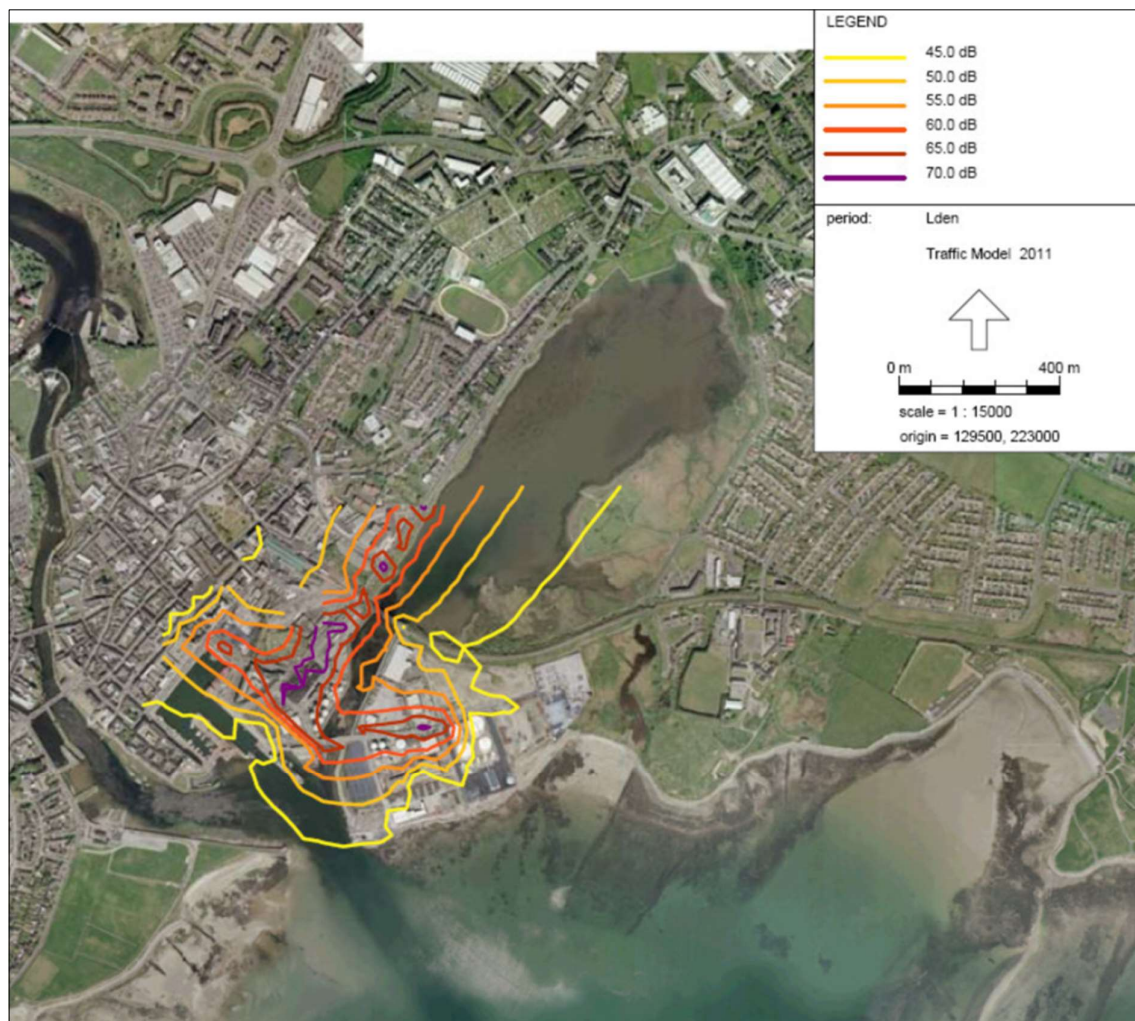 LEGEND
45.0 dB
50.0 dB
55.0 dB
60.0 dB
65.0 dB
70.0 dB
period: Lden
Traffic Model 2011
0 m 400 m
scale = 1 : 15000
origin = 129500, 223000